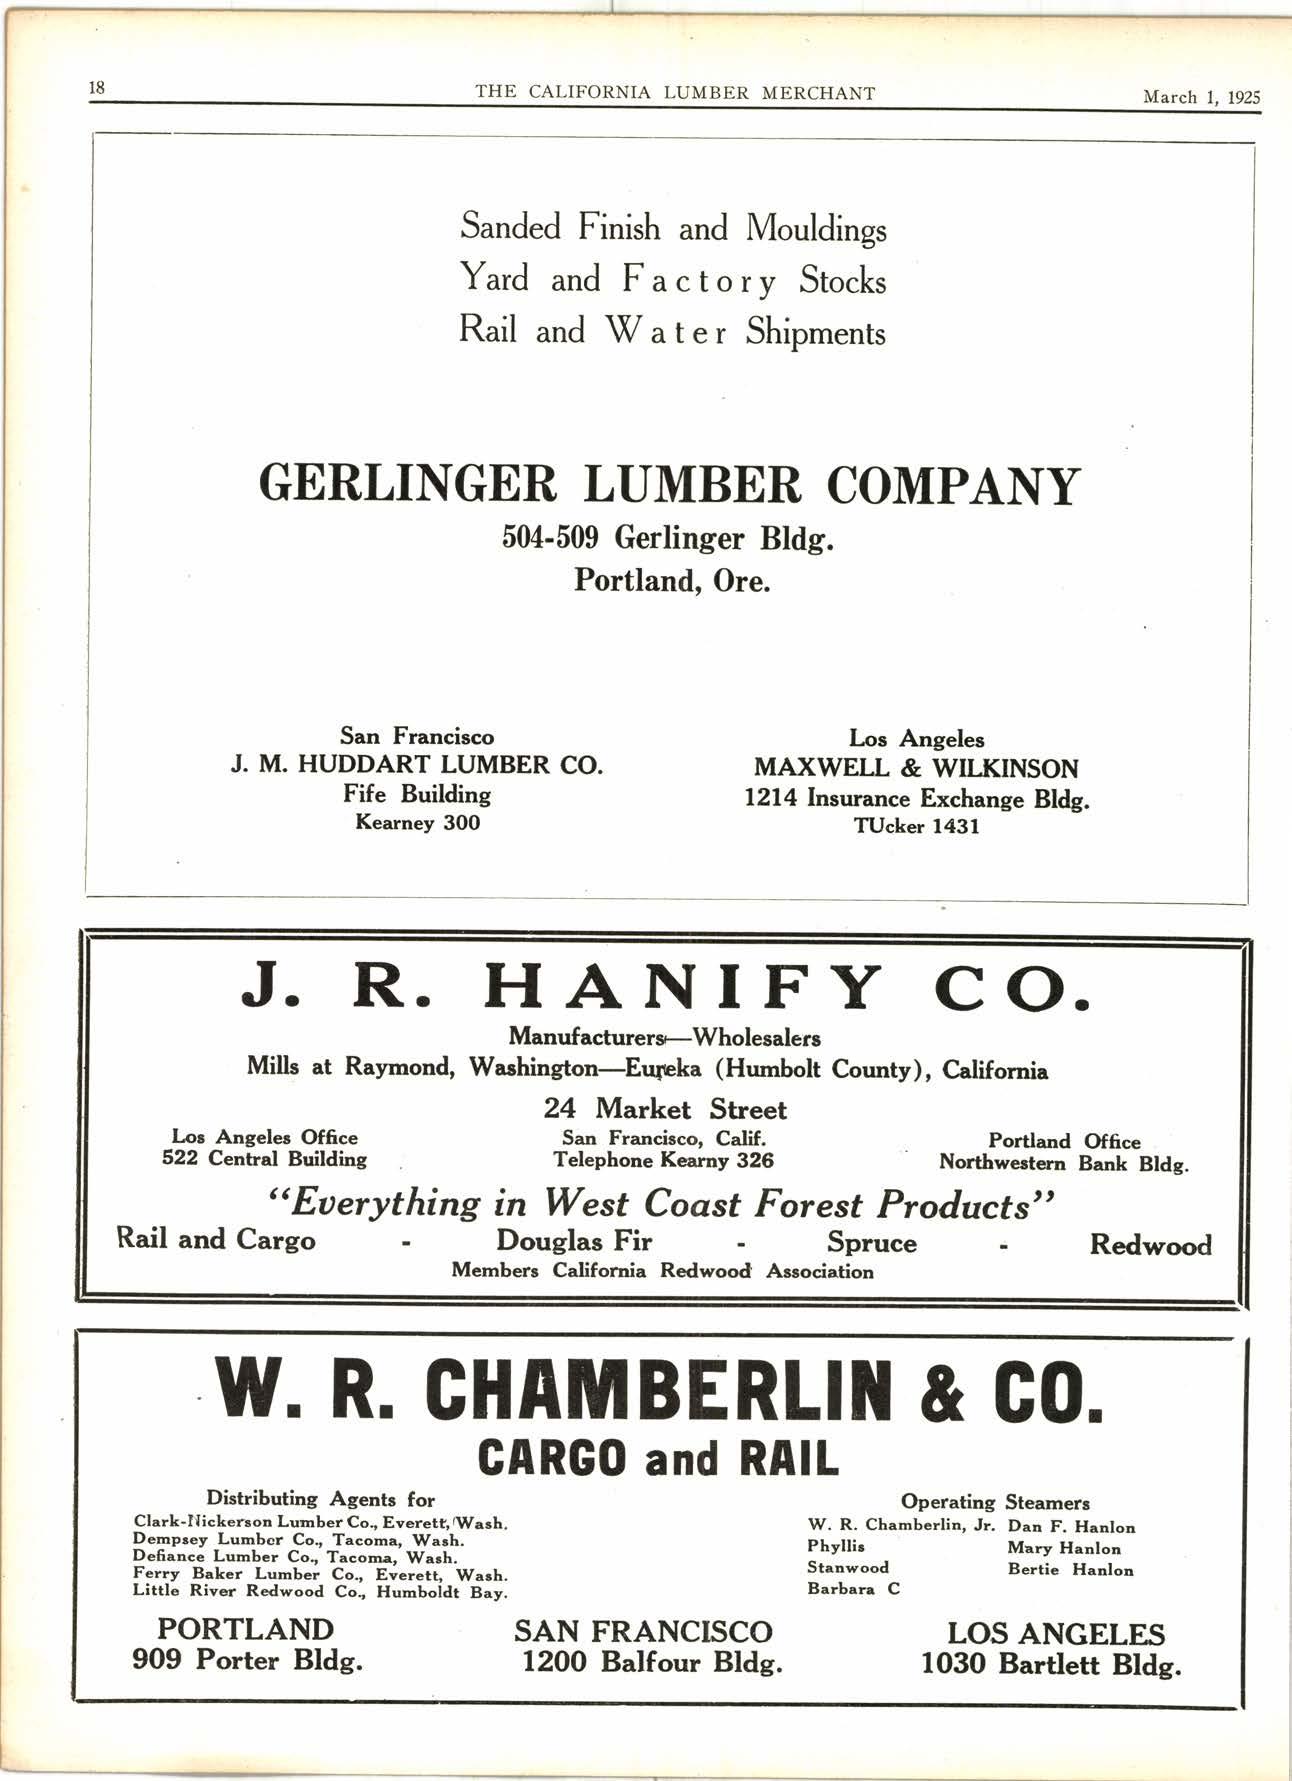 18 THE CALIFORNIA LUMBER MERCHANT March 1, 1925
Sanded Finish and Mouldings
Yard and Factory Stocks
Rail and Water Shipments
GERLINGER LUMBER COMPANY
504-509 Gerlinger Bldg.
Portland, Ore.
San Francisco
J. M. HUDDART LUMBER CO.
Fife Building
Kearney 300
Los Angeles
MAXWELL & WILKINSON
1214 Insurance Exchange Bldg.
TUcker 1431
J. R. HANIFY CO.
Manufacturers—Wholesalers
Mills at Raymond, Washington—Eureka (Humbolt County), California
24 Market Street
San Francisco, Calif.
Telephone Kearny 326
Los Angeles Office
522 Central Building
Portland Office
Northwestern Bank Bldg.
"Everything in West Coast Forest Products"
Rail and Cargo - Douglas Fir - Spruce - Redwood
Members California Redwood Association
W. R. CHAMBERLIN & CO.
CARGO and RAIL
Distributing Agents for
Clark-Nickerson Lumber Co., Everett, Wash.
Dempsey Lumber Co., Tacoma, Wash.
Defiance Lumber Co., Tacoma, Wash.
Ferry Baker Lumber Co., Everett, Wash.
Little River Redwood Co., Humboldt Bay.
Operating Steamers
W. R. Chamberlin, Jr. Dan F. Hanlon
Phyllis Mary Hanlon
Stanwood Bertie Hanlon
Barbara C
PORTLAND
909 Porter Bldg.
SAN FRANCISCO
1200 Balfour Bldg.
LOS ANGELES
1030 Bartlett Bldg.